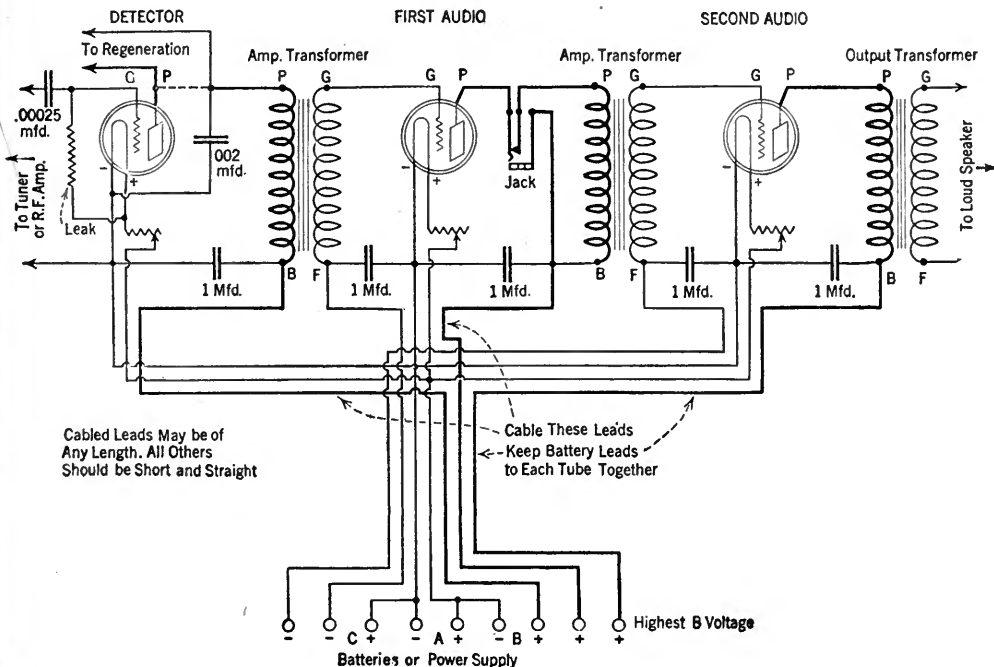 DETECTOR
FIRST AUDIO
SECOND AUDIO
To Regeneration
Amp. Transformer
Amp. Transformer
Output Transformer
G P
P G
G P
P G
G P
P G
.00025
mfd.
002
mfd.
- +
- +
- +
To Tuner
or R.F. Amp.
Leak
Jack
To Loud Speaker
B F
B F
B F
1 Mfd.
1 Mfd.
1 Mfd.
1 Mfd.
1 Mfd.
Cabled Leads May be of
Any Length. All Others
Should be Short and Straight
Cable These Leads
Keep Battery Leads
to Each Tube Together
- - C + - A + - B + + + Highest B Voltage
Batteries or Power Supply